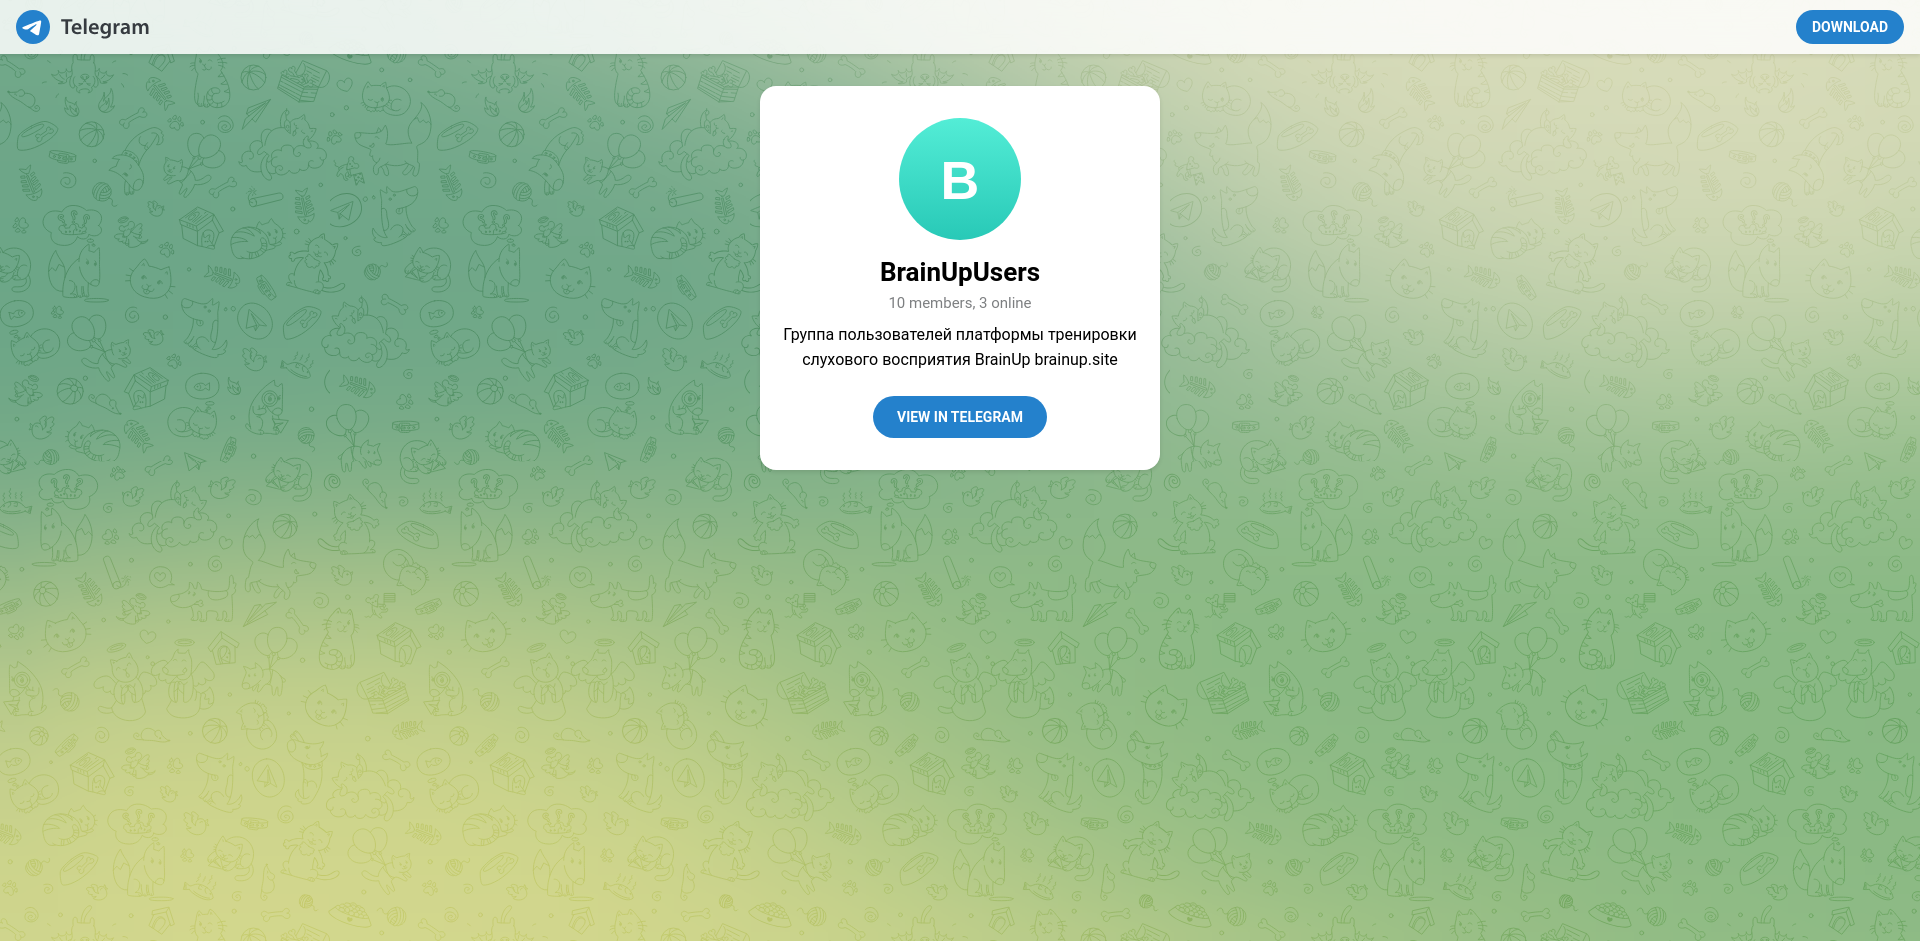 Telegram
DOWNLOAD
B
BrainUpUsers
10 members, 3 online
Группа пользователей платформы тренировки
слухового восприятия BrainUp brainup.site
VIEW IN TELEGRAM